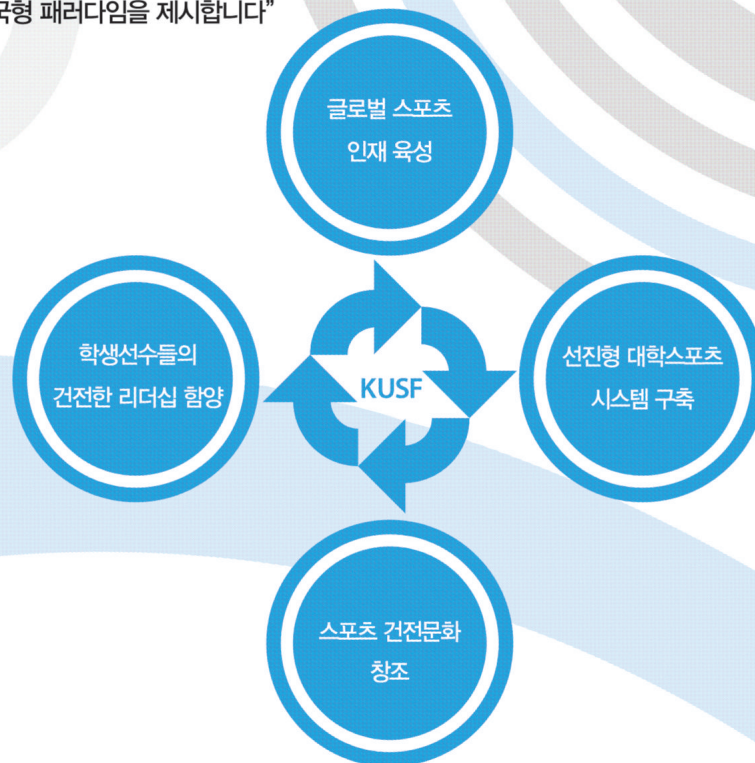 패러다임을 제시합니다”
글로벌 스포츠
인재 육성
학생선수들의
건전한 리더십 함양
KUSF
선진형 대학스포츠
시스템 구축
스포츠 건전문화
창조